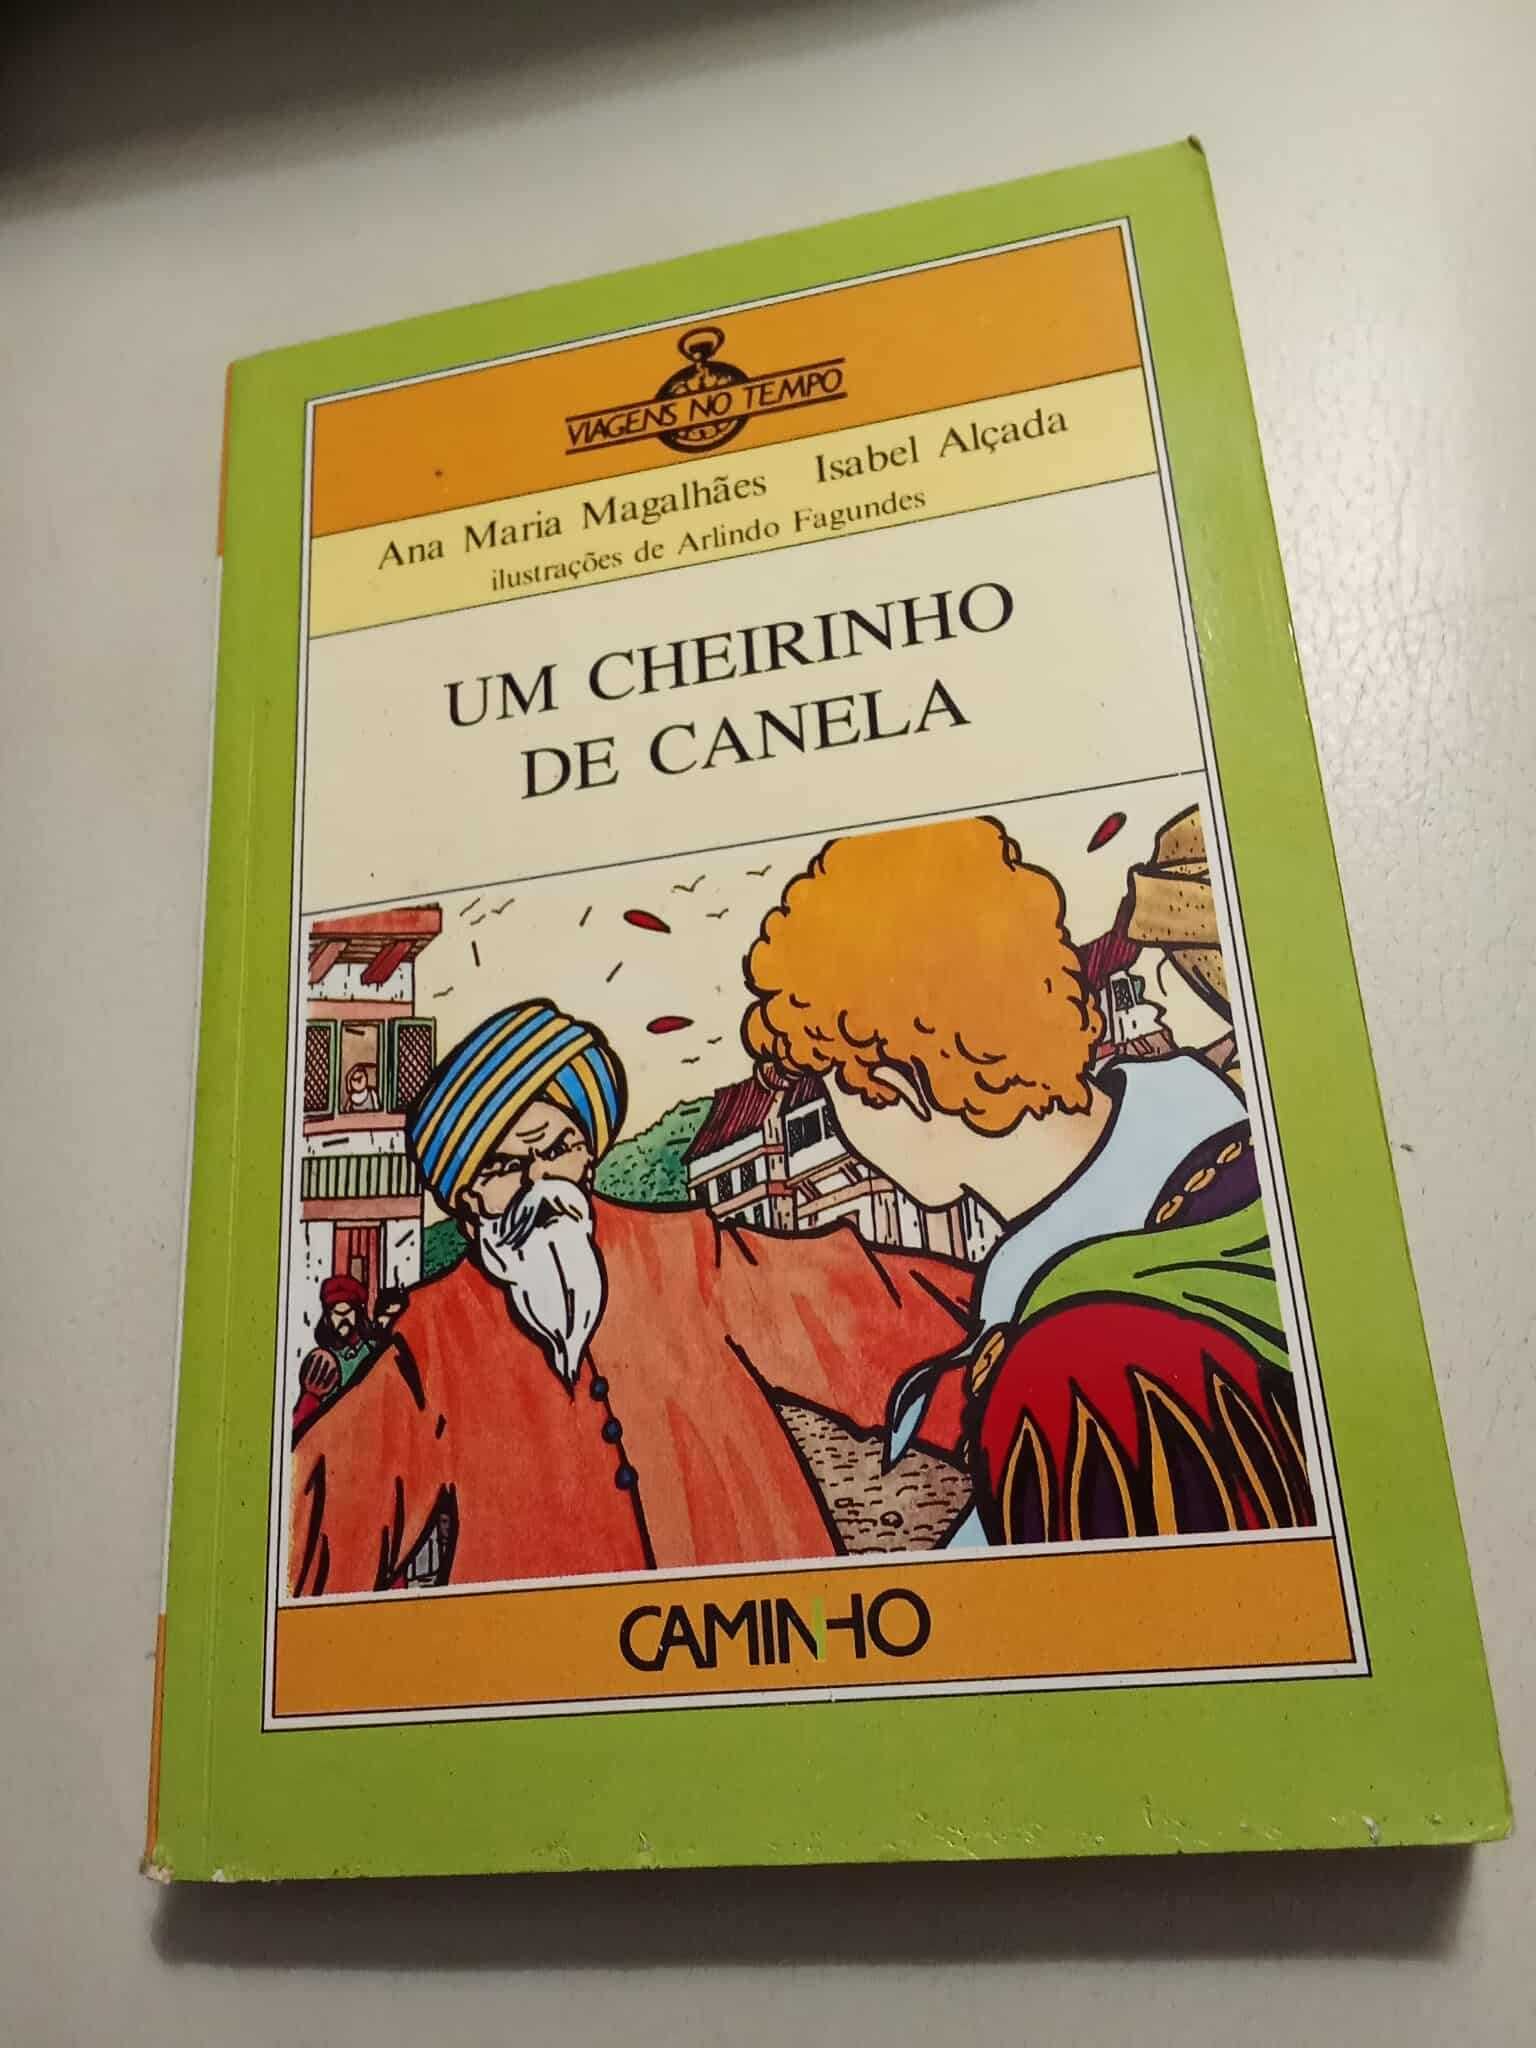 VIAGENS NO TEMPO
Ana Maria Magalhães Isabel Alçada
ilustrações de Arlindo Fagundes
UM CHEIRINHO
DE CANELA
CAMINHO